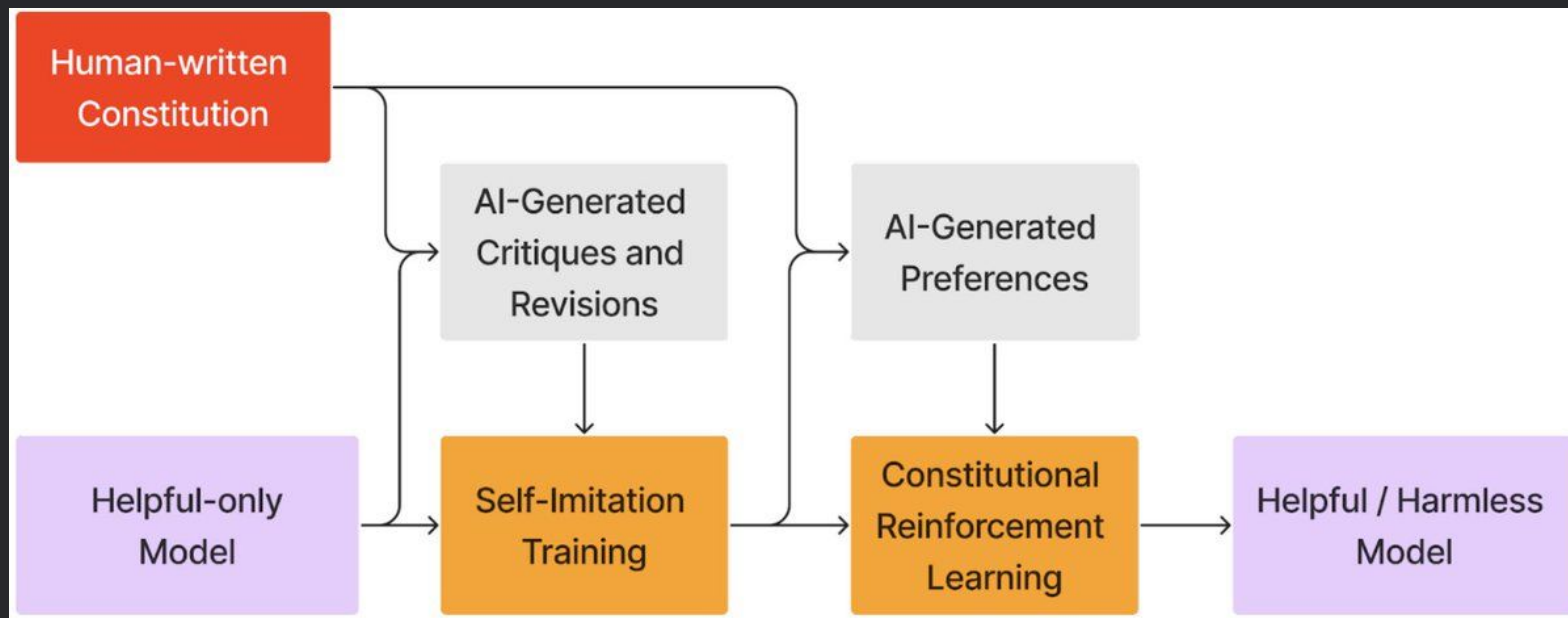 Human-written
Constitution
AI-Generated
Critiques and
Revisions
AI-Generated
Preferences
Helpful-only
Model
Self-Imitation
Training
Constitutional
Reinforcement
Learning
Helpful / Harmless
Model